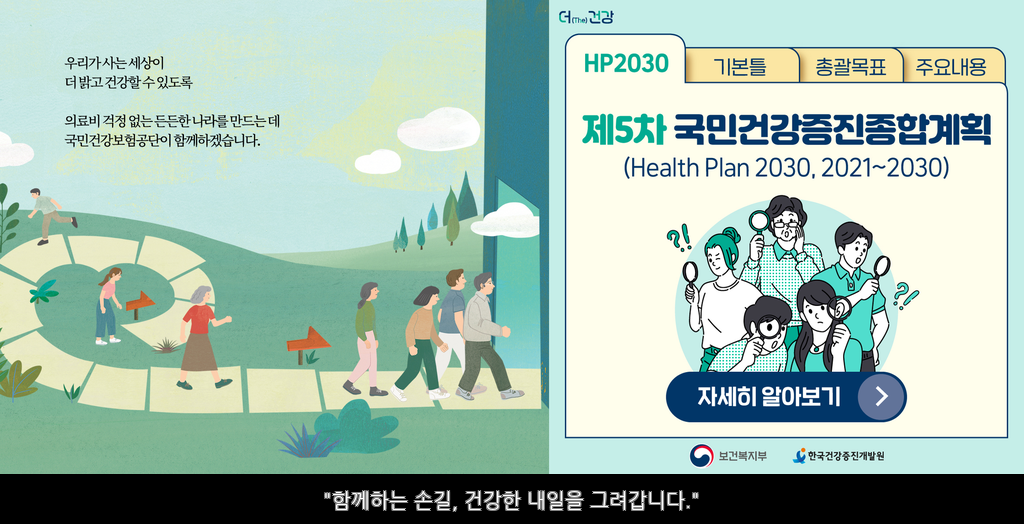 우리가 사는 세상이
더 밝고 건강할 수 있도록
의료비 걱정 없는 든든한 나라를 만드는 데
국민건강보험공단이 함께하겠습니다.
더(The)건강
HP2030
기본틀
총괄목표
주요내용
제5차 국민건강증진종합계획
(Health Plan 2030, 2021~2030)
?!
?!
자세히 알아보기
보건복지부
한국건강증진개발원
"함께하는 손길, 건강한 내일을 그려갑니다."